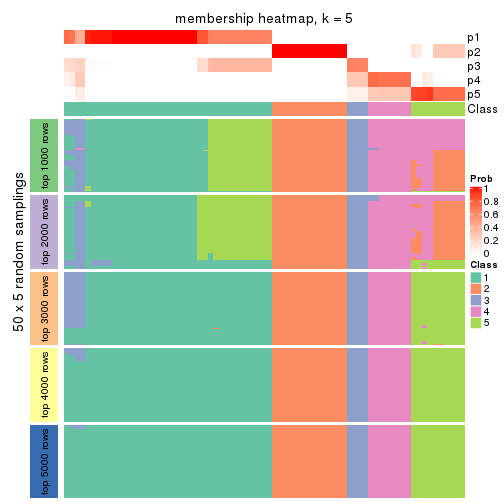 membership heatmap, k = 5
p1
p2
p3
p4
p5
Class
50 x 5 random samplings
top 1000 rows
top 2000 rows
top 3000 rows
top 4000 rows
top 5000 rows
Prob
1
0.8
0.6
0.4
0.2
0
Class
1
2
3
4
5